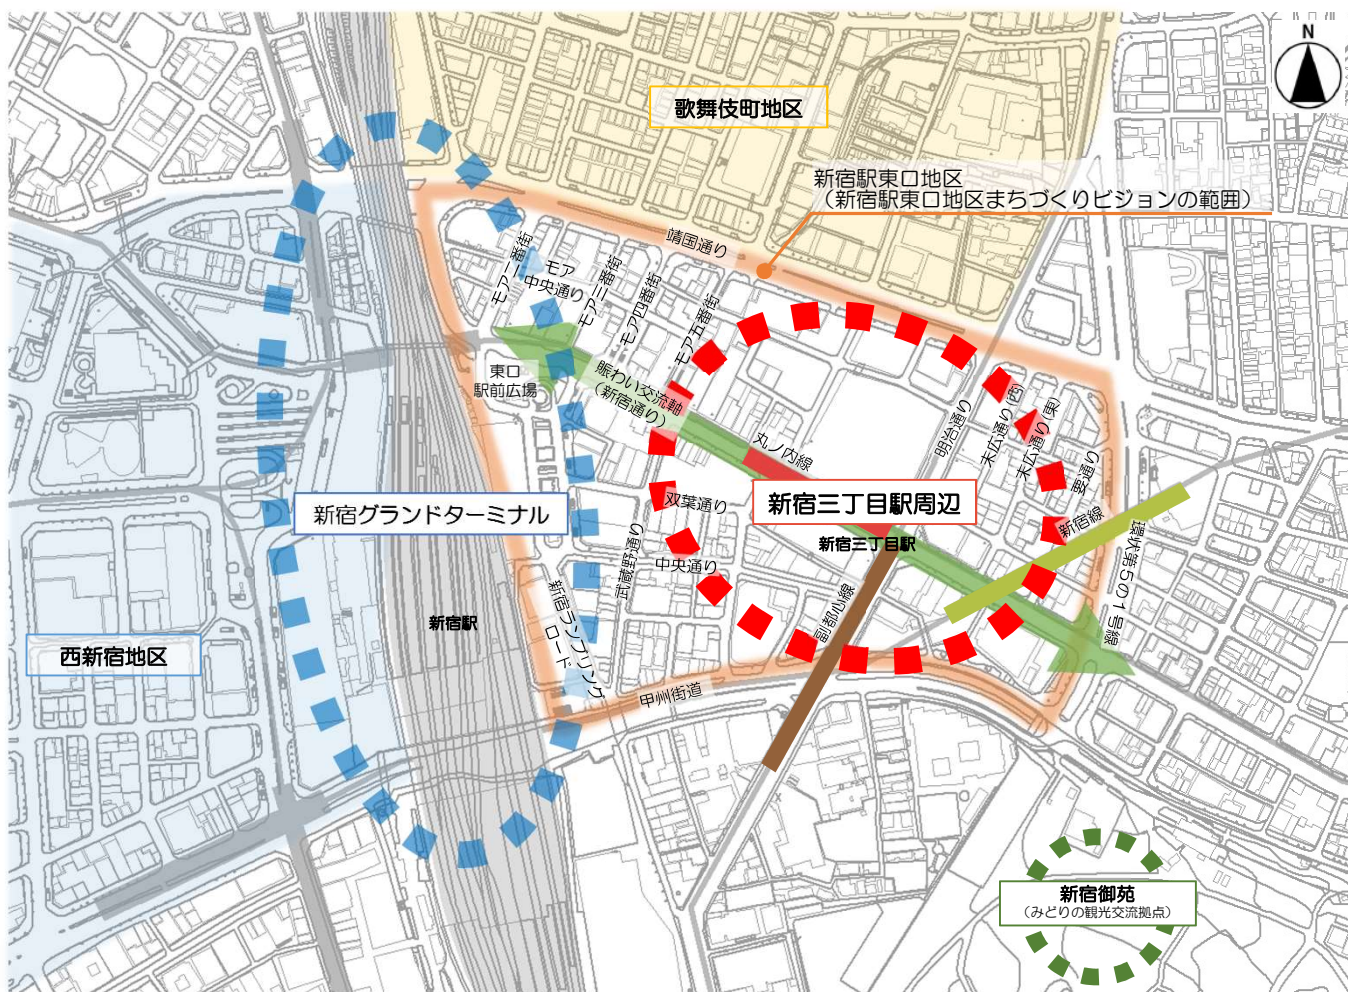 N
歌舞伎町地区
新宿駅東口地区
（新宿駅東口地区まちづくりビジョンの範囲）
靖国通り
モア二番街
モア
中央通り
モア三番街
モア四番街
モア五番街
東口
駅前広場
賑わい交流軸
（新宿通り）
丸ノ内線
明治通り
末広通り(西)
末広通り(東)
要通り
新宿グランドターミナル
双葉通り
新宿三丁目駅周辺
新宿三丁目駅
新宿線
環状第5の1号線
武蔵野通り
中央通り
副都心線
新宿ランブリング
ロード
新宿駅
西新宿地区
甲州街道
新宿御苑
（みどりの観光交流拠点）